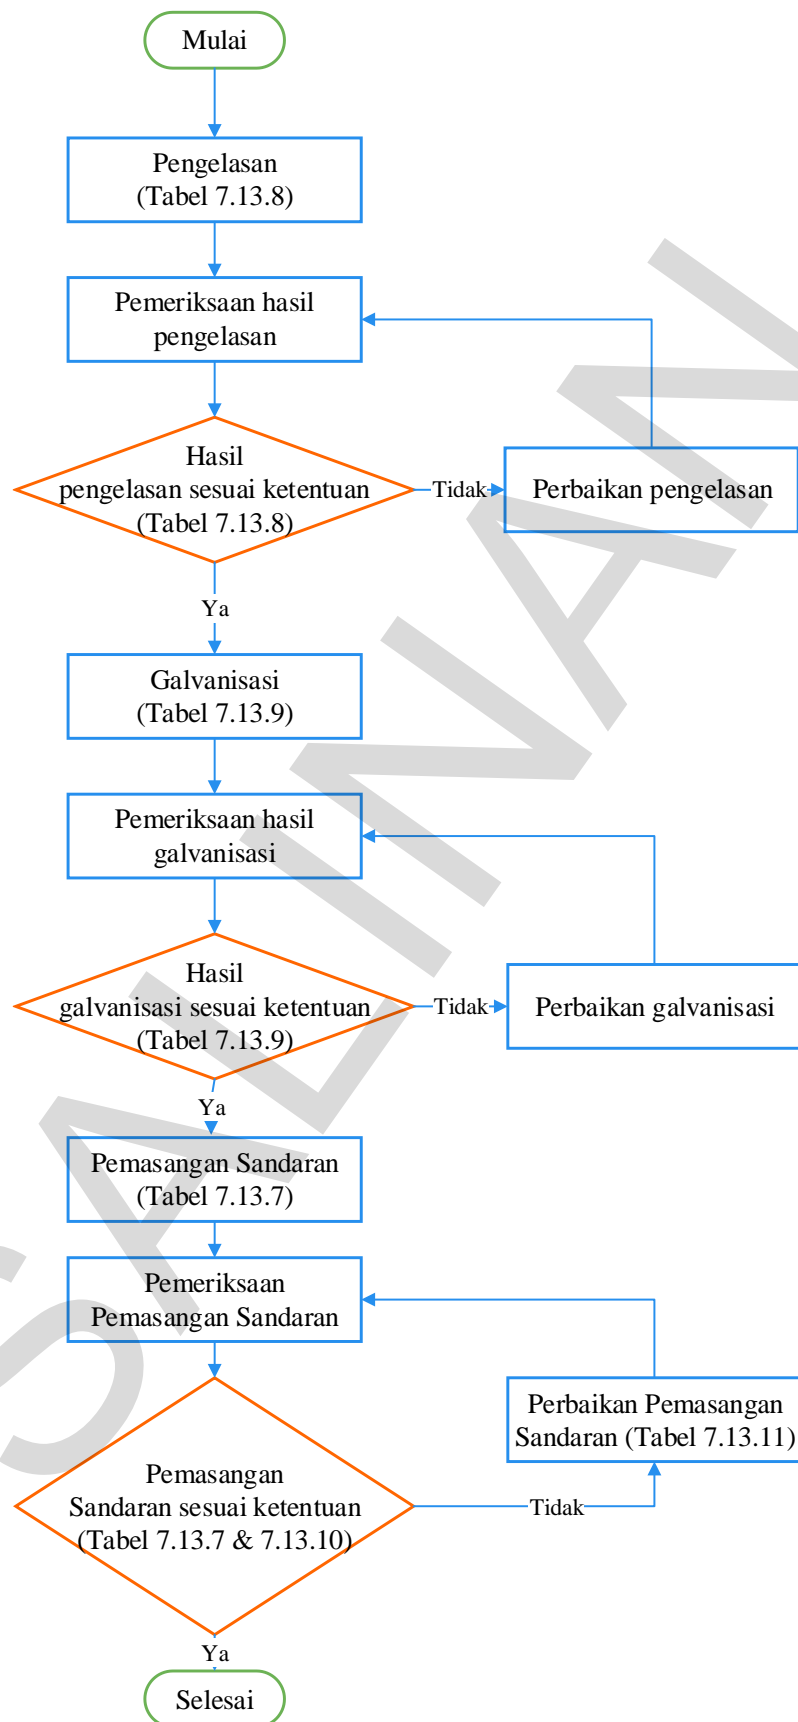 Mulai
Pengelasan
(Tabel 7.13.8)
Pemeriksaan hasil
pengelasan
Hasil
pengelasan sesuai ketentuan
(Tabel 7.13.8)
Tidak
Perbaikan pengelasan
Ya
Galvanisasi
(Tabel 7.13.9)
Pemeriksaan hasil
galvanisasi
Hasil
galvanisasi sesuai ketentuan
(Tabel 7.13.9)
Tidak
Perbaikan galvanisasi
Ya
Pemasangan Sandaran
(Tabel 7.13.7)
Pemeriksaan
Pemasangan Sandaran
Perbaikan Pemasangan
Sandaran (Tabel 7.13.11)
Pemasangan
Sandaran sesuai ketentuan
(Tabel 7.13.7 & 7.13.10)
Tidak
Ya
Selesai
SALINAN